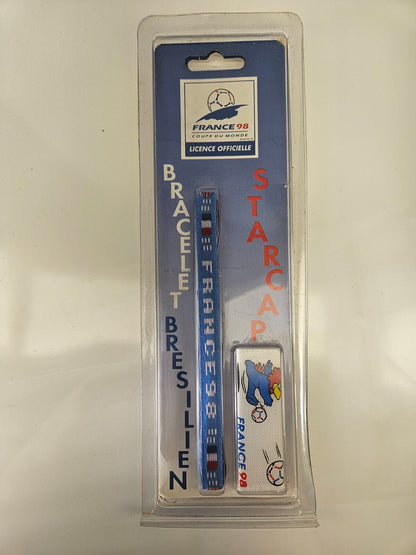 FRANCE 98
COUPE DU MONDE
LICENCE OFFICIELLE
BRACELET BRESILIEN
STARCAP
FRANCE 98
FRANCE 98